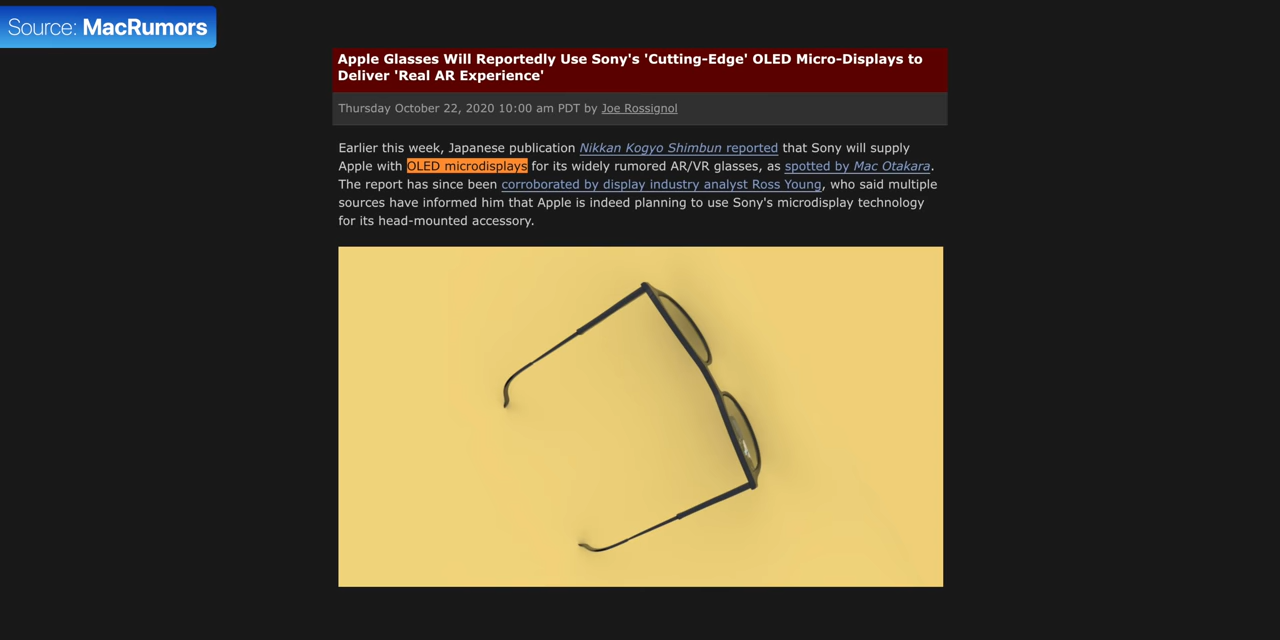 Source: MacRumors
Apple Glasses Will Reportedly Use Sony's 'Cutting-Edge' OLED Micro-Displays to
Deliver 'Real AR Experience'
Thursday October 22, 2020 10:00 am PDT by Joe Rossignol
Earlier this week, Japanese publication Nikkan Kogyo Shimbun reported that Sony will supply
Apple with OLED microdisplays for its widely rumored AR/VR glasses, as spotted by Mac Otakara.
The report has since been corroborated by display industry analyst Ross Young, who said multiple
sources have informed him that Apple is indeed planning to use Sony's microdisplay technology
for its head-mounted accessory.